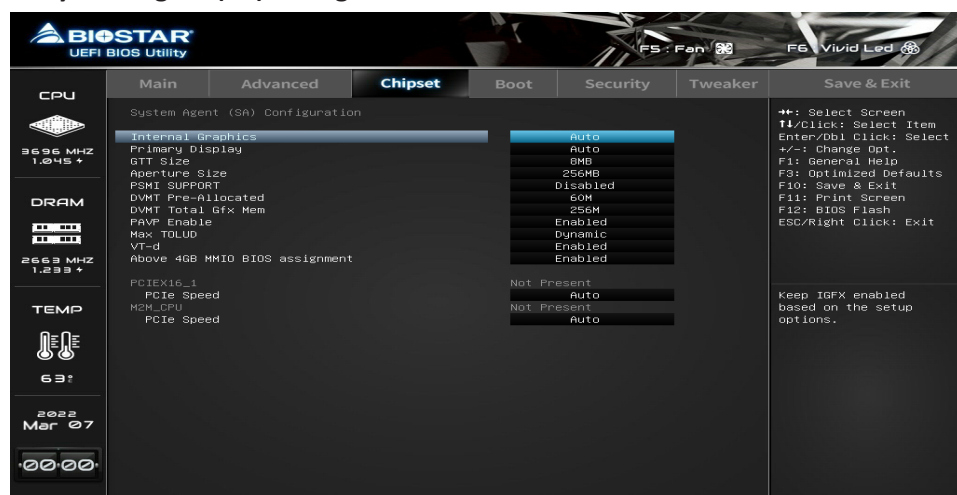 BIOSTAR®
UEFI BIOS Utility
F5 : Fan
F6 : Vivid Led
CPU
3696 MHZ
1.045 +
DRAM
2663 MHZ
1.233 +
TEMP
63°
2022
Mar 07
00:00
Main Advanced Chipset Boot Security Tweaker Save & Exit
System Agent (SA) Configuration
Internal Graphics Auto
Primary Display Auto
GTT Size 8MB
Aperture Size 256MB
PSMI SUPPORT Disabled
DVMT Pre-Allocated 60M
DVMT Total Gfx Mem 256M
PAVP Enable Enabled
Max TOLUD Dynamic
VT-d Enabled
Above 4GB MMIO BIOS assignment Enabled
PCIEX16_1 Not Present
PCIe Speed Auto
M2M_CPU Not Present
PCIe Speed Auto
→←: Select Screen
↑↓/Click: Select Item
Enter/Dbl Click: Select
+/-: Change Opt.
F1: General Help
F3: Optimized Defaults
F10: Save & Exit
F11: Print Screen
F12: BIOS Flash
ESC/Right Click: Exit
Keep IGFX enabled
based on the setup
options.